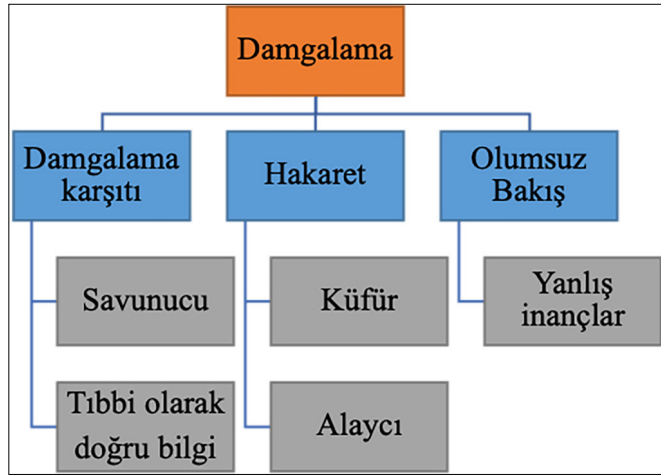 Damgalama
Damgalama
karşıtı
Hakaret
Olumsuz
Bakış
Savunucu
Küfür
Yanlış
inançlar
Tıbbi olarak
doğru bilgi
Alaycı